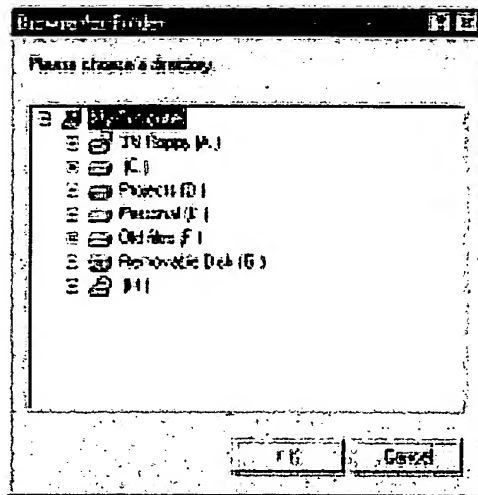 Browse for Folder
Please choose a directory.
My Computer
3½ Floppy (A:)
(C:)
Projects (D:)
Personal (E:)
Old files (F:)
Removable Disk (G:)
(H:)
OK
Cancel